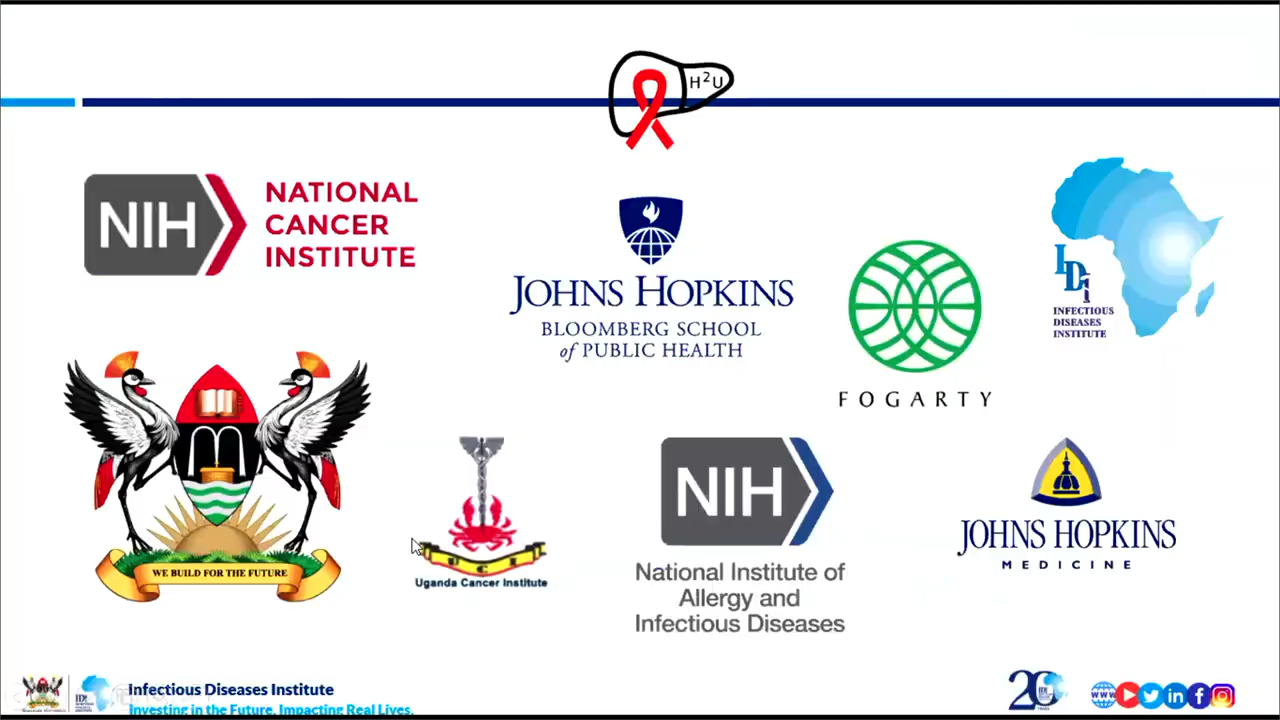 H²U
NIH
NATIONAL
CANCER
INSTITUTE
JOHNS HOPKINS
BLOOMBERG SCHOOL
of PUBLIC HEALTH
FOGARTY
IDI
INFECTIOUS
DISEASES
INSTITUTE
WE BUILD FOR THE FUTURE
UCI
Uganda Cancer Institute
NIH
National Institute of
Allergy and
Infectious Diseases
JOHNS HOPKINS
MEDICINE
Infectious Diseases Institute
Investing in the Future, Impacting Real Lives.
20
in